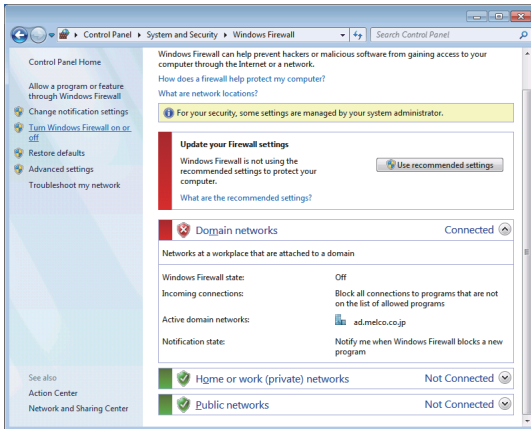 Control Panel ▸ System and Security ▸ Windows Firewall
Search Control Panel
Control Panel Home
Allow a program or feature
through Windows Firewall
Change notification settings
Turn Windows Firewall on or
off
Restore defaults
Advanced settings
Troubleshoot my network
See also
Action Center
Network and Sharing Center
Windows Firewall can help prevent hackers or malicious software from gaining access to your
computer through the Internet or a network.
How does a firewall help protect my computer?
What are network locations?
For your security, some settings are managed by your system administrator.
Update your Firewall settings
Windows Firewall is not using the
recommended settings to protect your
computer.
What are the recommended settings?
Use recommended settings
Domain networks Connected
Networks at a workplace that are attached to a domain
Windows Firewall state: Off
Incoming connections: Block all connections to programs that are not
on the list of allowed programs
Active domain networks: ad.melco.co.jp
Notification state: Notify me when Windows Firewall blocks a new
program
Home or work (private) networks Not Connected
Public networks Not Connected